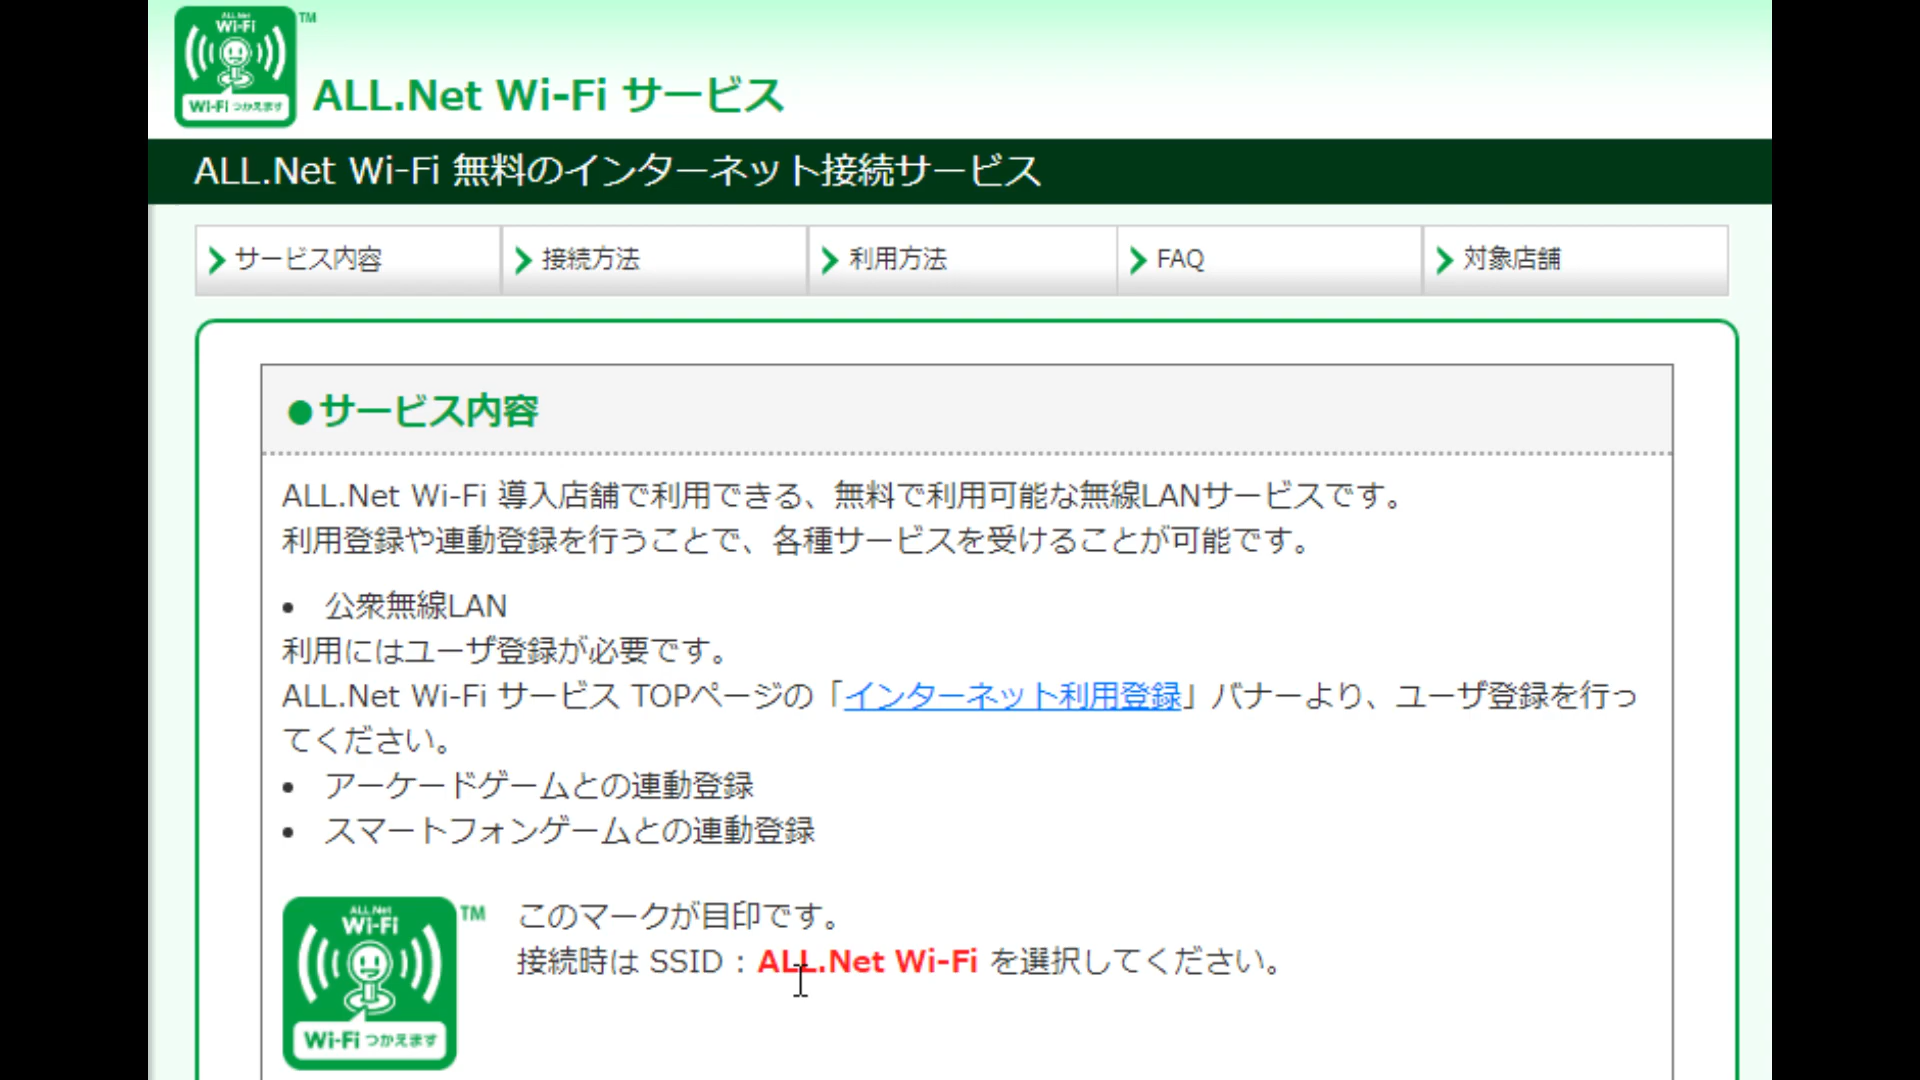 ALL.Net
Wi-Fi
Wi-Fi つかえます
TM
ALL.Net Wi-Fi サービス
ALL.Net Wi-Fi 無料のインターネット接続サービス
サービス内容
接続方法
利用方法
FAQ
対象店舗
●サービス内容
ALL.Net Wi-Fi 導入店舗で利用できる、無料で利用可能な無線LANサービスです。
利用登録や連動登録を行うことで、各種サービスを受けることが可能です。
• 公衆無線LAN
利用にはユーザ登録が必要です。
ALL.Net Wi-Fi サービス TOPページの「インターネット利用登録」バナーより、ユーザ登録を行っ
てください。
• アーケードゲームとの連動登録
• スマートフォンゲームとの連動登録
ALL.Net
Wi-Fi
Wi-Fi つかえます
TM
このマークが目印です。
接続時は SSID：ALL.Net Wi-Fi を選択してください。